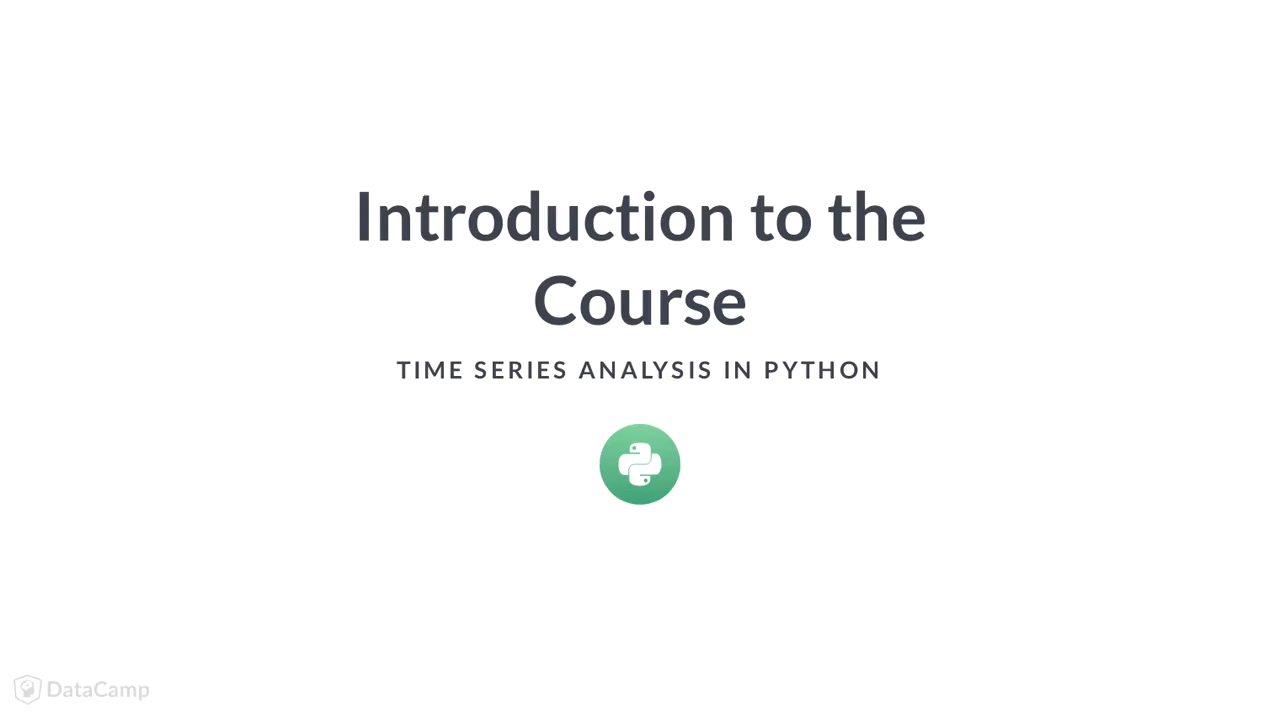 Introduction to the
Course
TIME SERIES ANALYSIS IN PYTHON
DataCamp